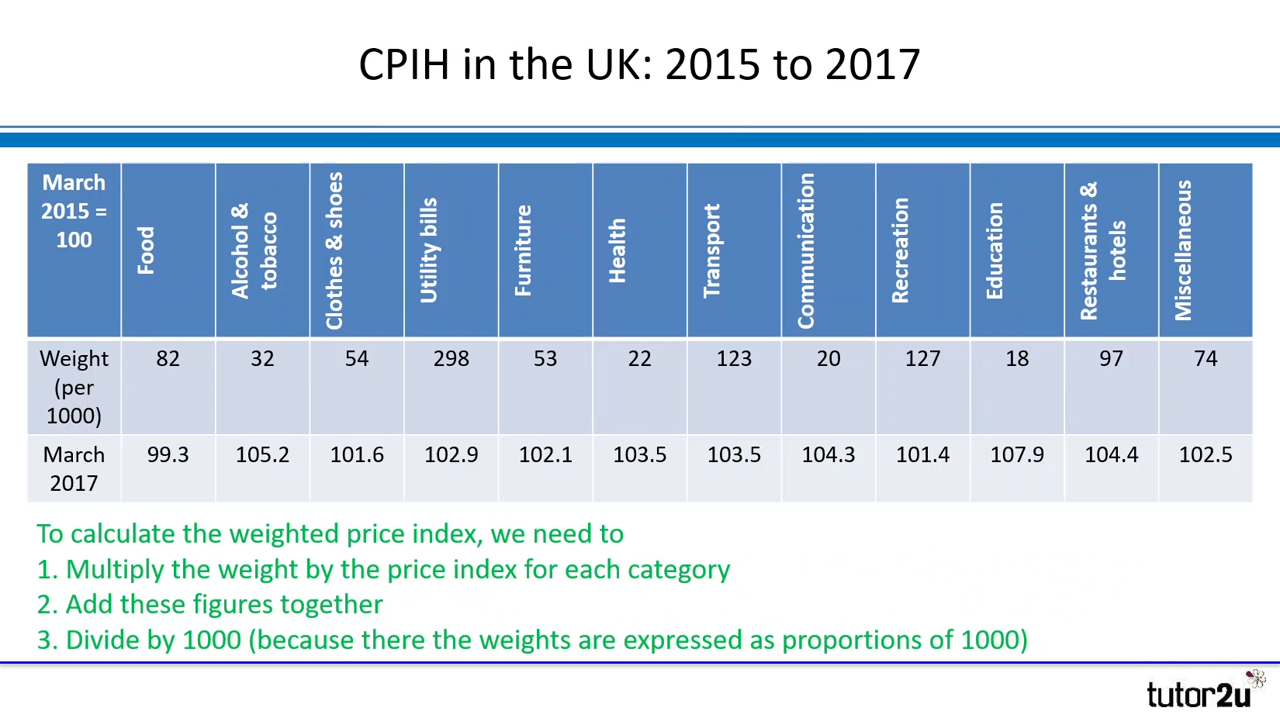 CPIH in the UK: 2015 to 2017
March 2015 = 100 Food Alcohol & tobacco Clothes & shoes Utility bills Furniture Health Transport Communication Recreation Education Restaurants & hotels Miscellaneous
Weight (per 1000) 82 32 54 298 53 22 123 20 127 18 97 74
March 2017 99.3 105.2 101.6 102.9 102.1 103.5 103.5 104.3 101.4 107.9 104.4 102.5
To calculate the weighted price index, we need to
1. Multiply the weight by the price index for each category
2. Add these figures together
3. Divide by 1000 (because there the weights are expressed as proportions of 1000)
tutor2u